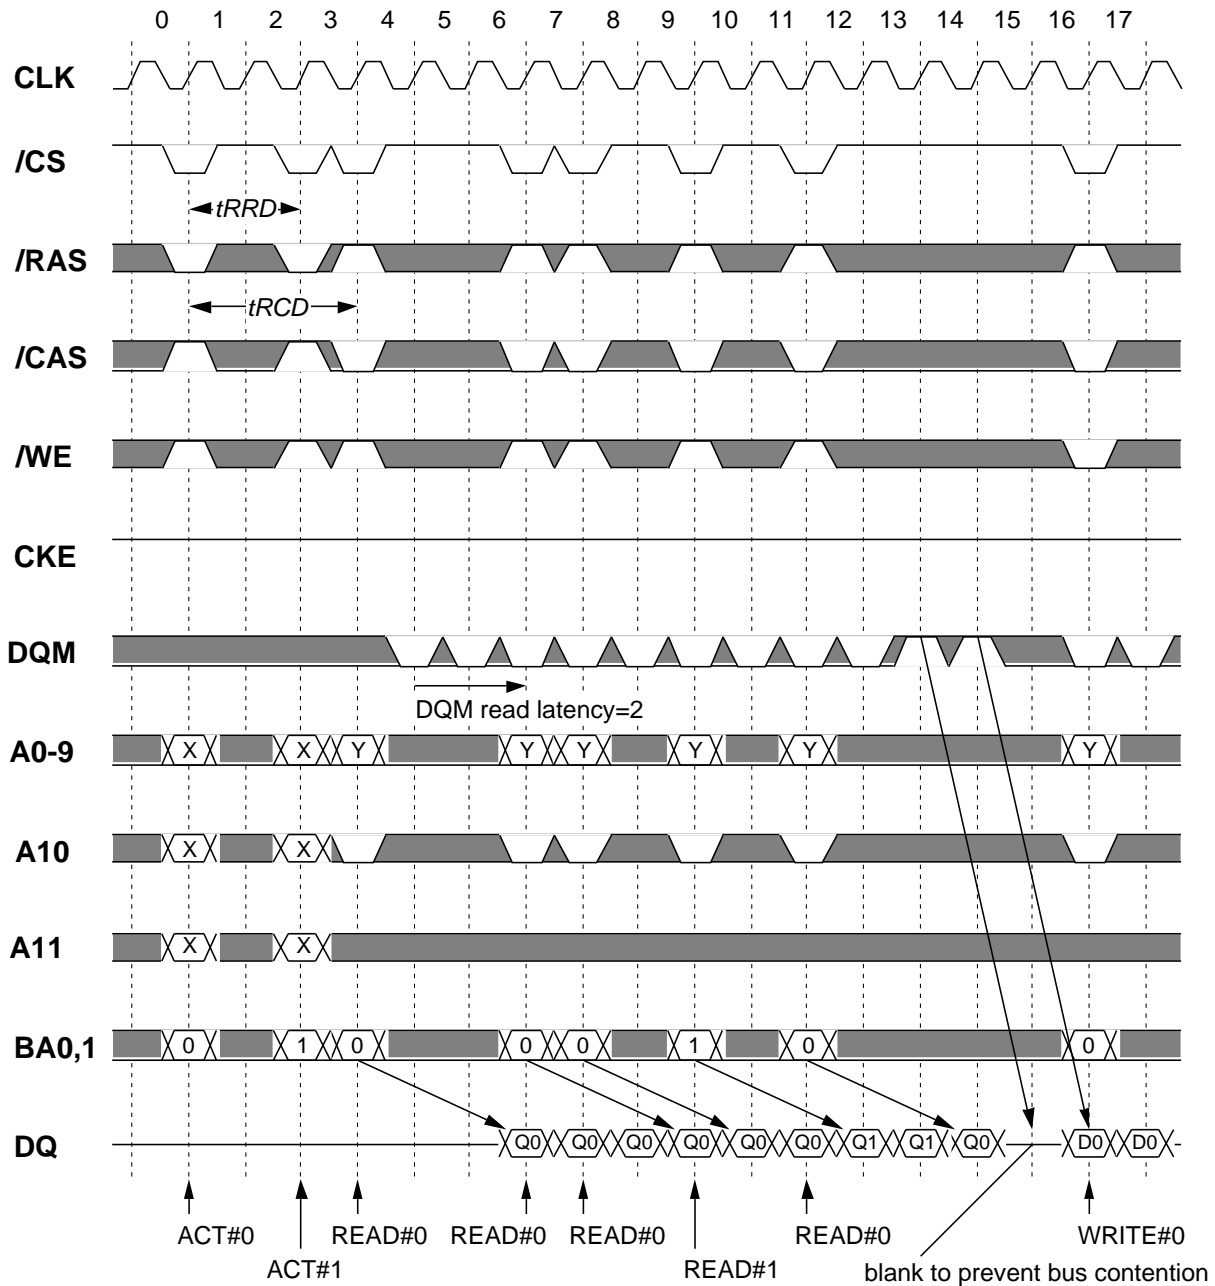 0 1 2 3 4 5 6 7 8 9 10 11 12 13 14 15 16 17
CLK
/CS
tRRD
/RAS
tRCD
/CAS
/WE
CKE
DQM
DQM read latency=2
A0-9 X X Y Y Y Y Y Y
A10 X X
A11 X X
BA0,1 0 1 0 0 0 1 0 0
DQ Q0 Q0 Q0 Q0 Q0 Q0 Q1 Q1 Q0 D0 D0
ACT#0 READ#0 READ#0 READ#0 READ#0 WRITE#0
ACT#1 READ#1 blank to prevent bus contention